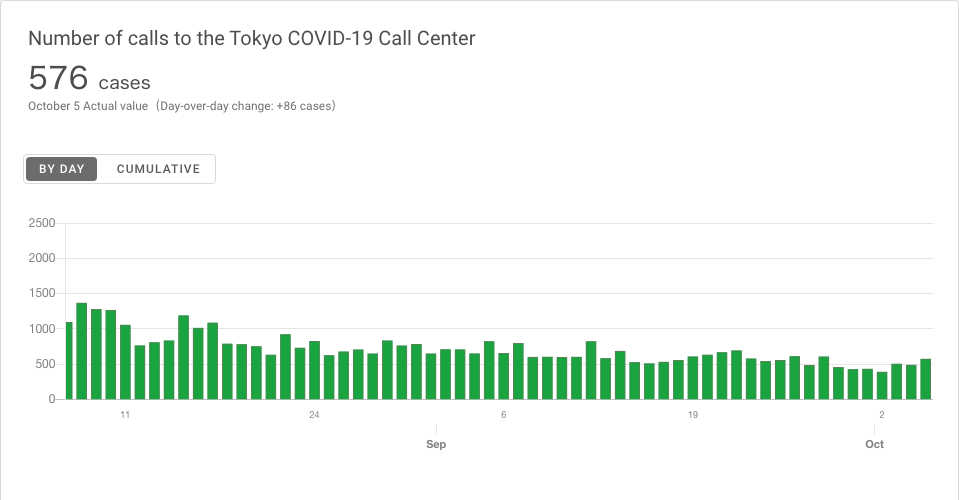 Number of calls to the Tokyo COVID-19 Call Center
576 cases
October 5 Actual value（Day-over-day change: +86 cases）
BY DAY CUMULATIVE
2500
2000
1500
1000
500
0
11 24 6 19 2
Sep Oct